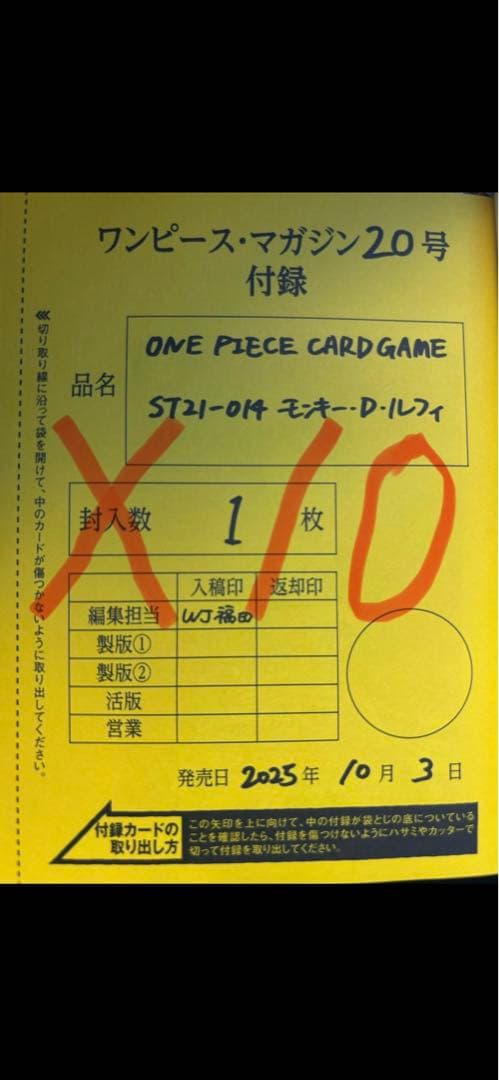 ワンピース・マガジン20号
付録
品名
ONE PIECE CARD GAME
ST21-014 モンキー・D・ルフィ
封入数 1 枚
X10
入稿印 返却印
編集担当 WJ福田
製版①
製版②
活版
営業
発売日 2025年 10月 3日
付録カードの
取り出し方
この矢印を上に向けて、中の付録が袋とじの底についている
ことを確認したら、付録を傷つけないようにハサミやカッターで
切って付録を取り出してください。
≪切り取り線に沿って袋を開けて、中のカードが傷つかないように取り出してください。